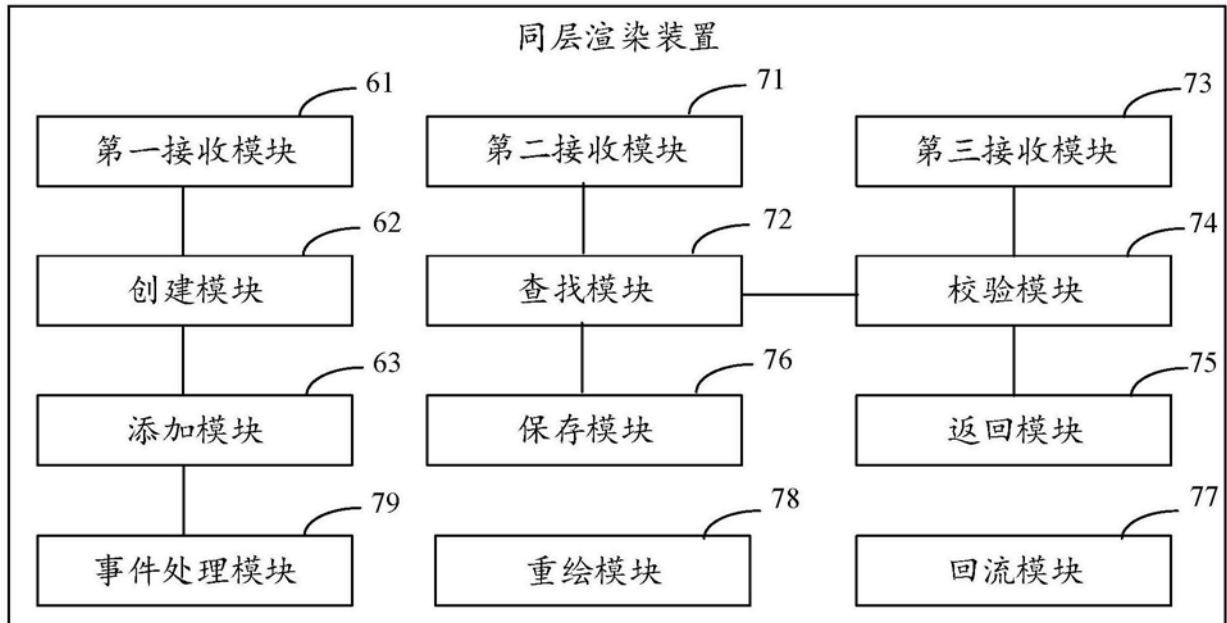 同层渲染装置
61
71
73
第一接收模块
第二接收模块
第三接收模块
62
72
74
创建模块
查找模块
校验模块
63
76
75
添加模块
保存模块
返回模块
79
78
77
事件处理模块
重绘模块
回流模块